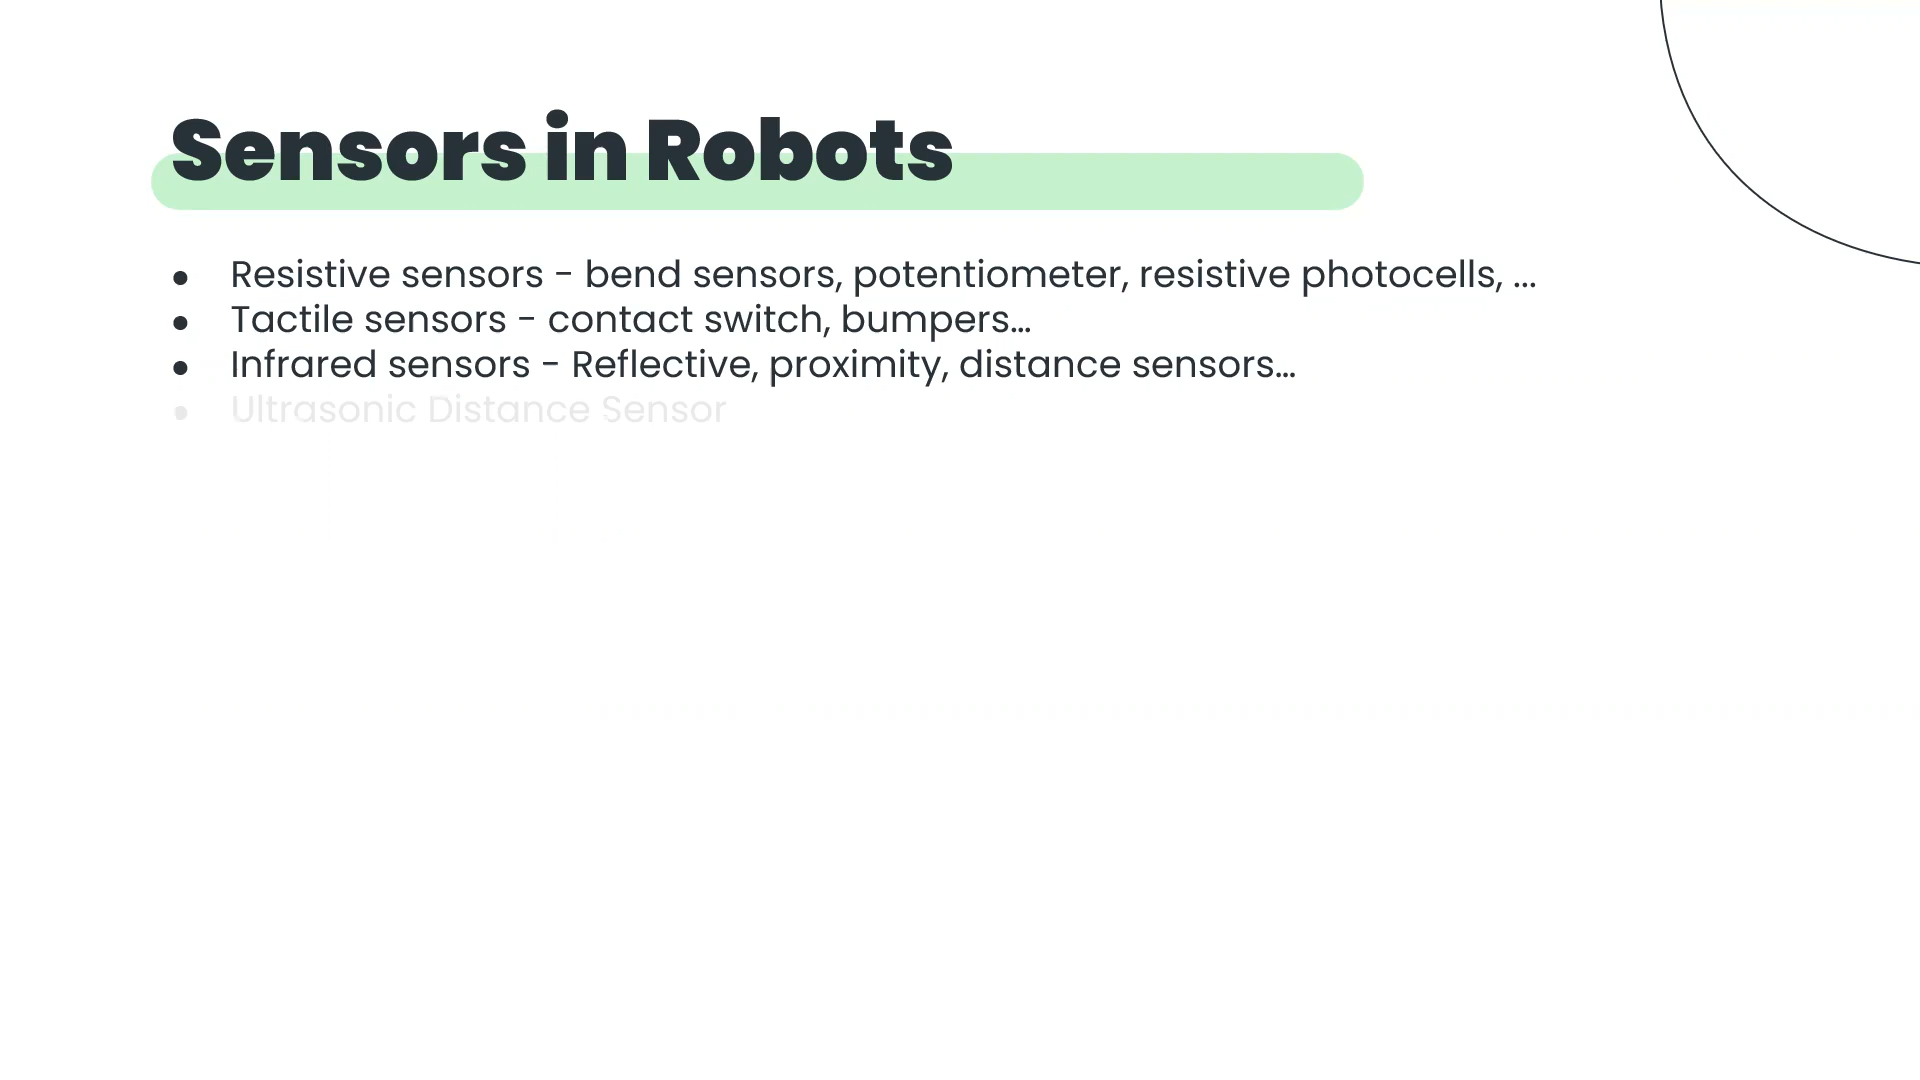 Sensors in Robots
● Resistive sensors - bend sensors, potentiometer, resistive photocells, ...
● Tactile sensors - contact switch, bumpers…
● Infrared sensors - Reflective, proximity, distance sensors…
● Ultrasonic Distance Sensor